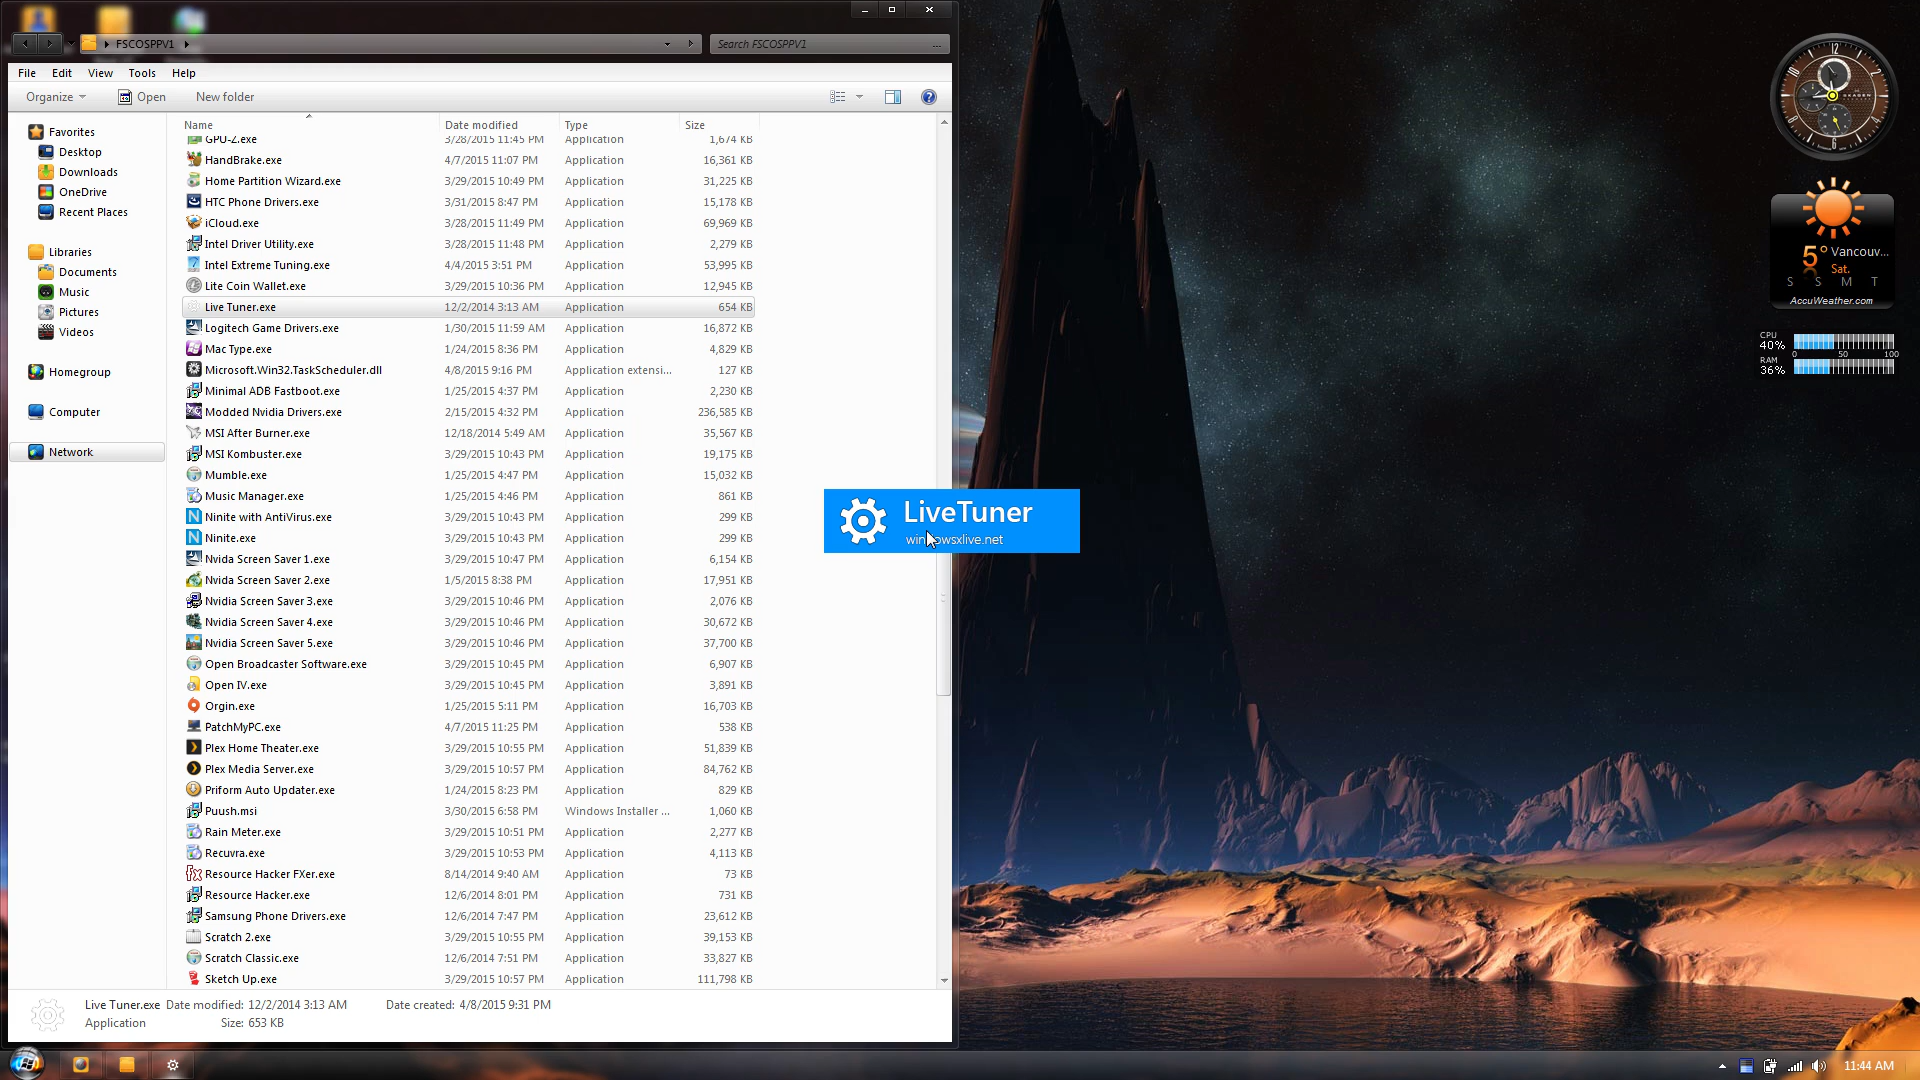 FSCOSPPV1
Search FSCOSPPV1
File Edit View Tools Help
Organize Open New folder
Name Date modified Type Size
Favorites
Desktop
Downloads
OneDrive
Recent Places
Libraries
Documents
Music
Pictures
Videos
Homegroup
Computer
Network
GPU-Z.exe 3/28/2015 11:45 PM Application 1,674 KB
HandBrake.exe 4/7/2015 11:07 PM Application 16,361 KB
Home Partition Wizard.exe 3/29/2015 10:49 PM Application 31,225 KB
HTC Phone Drivers.exe 3/31/2015 8:47 PM Application 15,178 KB
iCloud.exe 3/28/2015 11:49 PM Application 69,969 KB
Intel Driver Utility.exe 3/28/2015 11:48 PM Application 2,279 KB
Intel Extreme Tuning.exe 4/4/2015 3:51 PM Application 53,995 KB
Lite Coin Wallet.exe 3/29/2015 10:36 PM Application 12,945 KB
Live Tuner.exe 12/2/2014 3:13 AM Application 654 KB
Logitech Game Drivers.exe 1/30/2015 11:59 AM Application 16,872 KB
Mac Type.exe 1/24/2015 8:36 PM Application 4,829 KB
Microsoft.Win32.TaskScheduler.dll 4/8/2015 9:16 PM Application extensi... 127 KB
Minimal ADB Fastboot.exe 1/25/2015 4:37 PM Application 2,230 KB
Modded Nvidia Drivers.exe 2/15/2015 4:32 PM Application 236,585 KB
MSI After Burner.exe 12/18/2014 5:49 AM Application 35,567 KB
MSI Kombuster.exe 3/29/2015 10:43 PM Application 19,175 KB
Mumble.exe 1/25/2015 4:47 PM Application 15,032 KB
Music Manager.exe 1/25/2015 4:46 PM Application 861 KB
Ninite with AntiVirus.exe 3/29/2015 10:43 PM Application 299 KB
Ninite.exe 3/29/2015 10:43 PM Application 299 KB
Nvida Screen Saver 1.exe 3/29/2015 10:47 PM Application 6,154 KB
Nvida Screen Saver 2.exe 1/5/2015 8:38 PM Application 17,951 KB
Nvidia Screen Saver 3.exe 3/29/2015 10:46 PM Application 2,076 KB
Nvidia Screen Saver 4.exe 3/29/2015 10:46 PM Application 30,672 KB
Nvidia Screen Saver 5.exe 3/29/2015 10:46 PM Application 37,700 KB
Open Broadcaster Software.exe 3/29/2015 10:45 PM Application 6,907 KB
Open IV.exe 3/29/2015 10:45 PM Application 3,891 KB
Orgin.exe 1/25/2015 5:11 PM Application 16,703 KB
PatchMyPC.exe 4/7/2015 11:25 PM Application 538 KB
Plex Home Theater.exe 3/29/2015 10:55 PM Application 51,839 KB
Plex Media Server.exe 3/29/2015 10:57 PM Application 84,762 KB
Priform Auto Updater.exe 1/24/2015 8:23 PM Application 829 KB
Puush.msi 3/30/2015 6:58 PM Windows Installer ... 1,060 KB
Rain Meter.exe 3/29/2015 10:51 PM Application 2,277 KB
Recuvra.exe 3/29/2015 10:53 PM Application 4,113 KB
Resource Hacker FXer.exe 8/14/2014 9:40 AM Application 73 KB
Resource Hacker.exe 12/6/2014 8:01 PM Application 731 KB
Samsung Phone Drivers.exe 12/6/2014 7:47 PM Application 23,612 KB
Scratch 2.exe 3/29/2015 10:55 PM Application 39,153 KB
Scratch Classic.exe 12/6/2014 7:51 PM Application 33,827 KB
Sketch Up.exe 3/29/2015 10:57 PM Application 111,798 KB
Live Tuner.exe Date modified: 12/2/2014 3:13 AM Date created: 4/8/2015 9:31 PM
Application Size: 653 KB
LiveTuner
windowsxlive.net
SKAGEN
5° Vancouv...
Sat.
S S M T
AccuWeather.com
CPU
40%
0 50 100
RAM
36%
11:44 AM